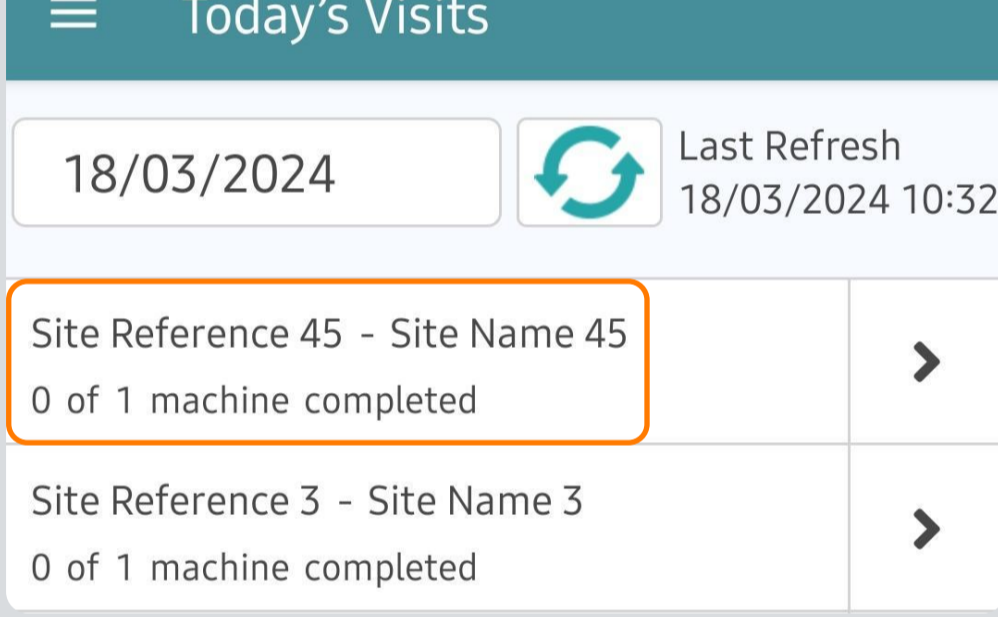 Today's Visits
18/03/2024
Last Refresh
18/03/2024 10:32
Site Reference 45 - Site Name 45
0 of 1 machine completed
Site Reference 3 - Site Name 3
0 of 1 machine completed